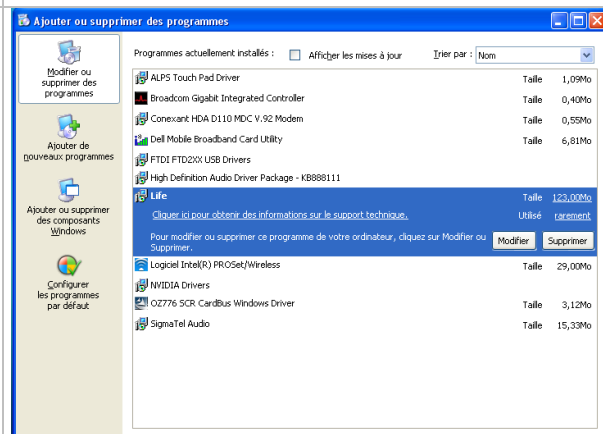 Ajouter ou supprimer des programmes
Modifier ou
supprimer des
programmes
Ajouter de
nouveaux programmes
Ajouter ou supprimer
des composants
Windows
Configurer
les programmes
par défaut
Programmes actuellement installés : Afficher les mises à jour Trier par : Nom
ALPS Touch Pad Driver Taille 1,09Mo
Broadcom Gigabit Integrated Controller Taille 0,40Mo
Conexant HDA D110 MDC V.92 Modem Taille 0,55Mo
Dell Mobile Broadband Card Utility Taille 6,81Mo
FTDI FTD2XX USB Drivers
High Definition Audio Driver Package - KB888111
Life Taille 123,00Mo
Cliquer ici pour obtenir des informations sur le support technique. Utilisé rarement
Pour modifier ou supprimer ce programme de votre ordinateur, cliquez sur Modifier ou
Supprimer. Modifier Supprimer
Logiciel Intel(R) PROSet/Wireless Taille 29,00Mo
NVIDIA Drivers
OZ776 SCR CardBus Windows Driver Taille 3,12Mo
SigmaTel Audio Taille 15,33Mo